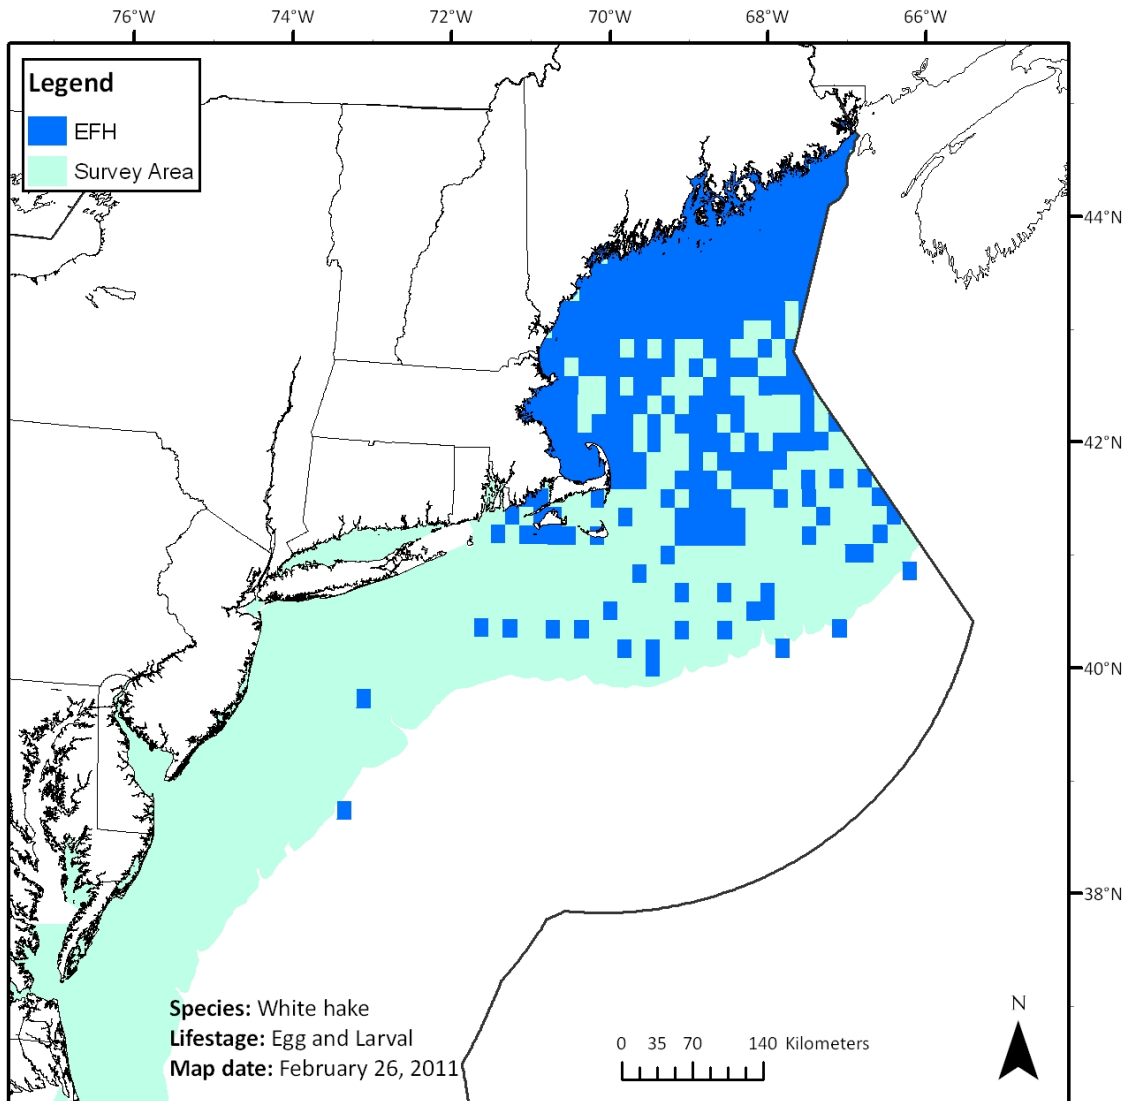 76°W 74°W 72°W 70°W 68°W 66°W
Legend
EFH
Survey Area
44°N
42°N
40°N
38°N
Species: White hake
Lifestage: Egg and Larval
Map date: February 26, 2011
0 35 70 140 Kilometers
N